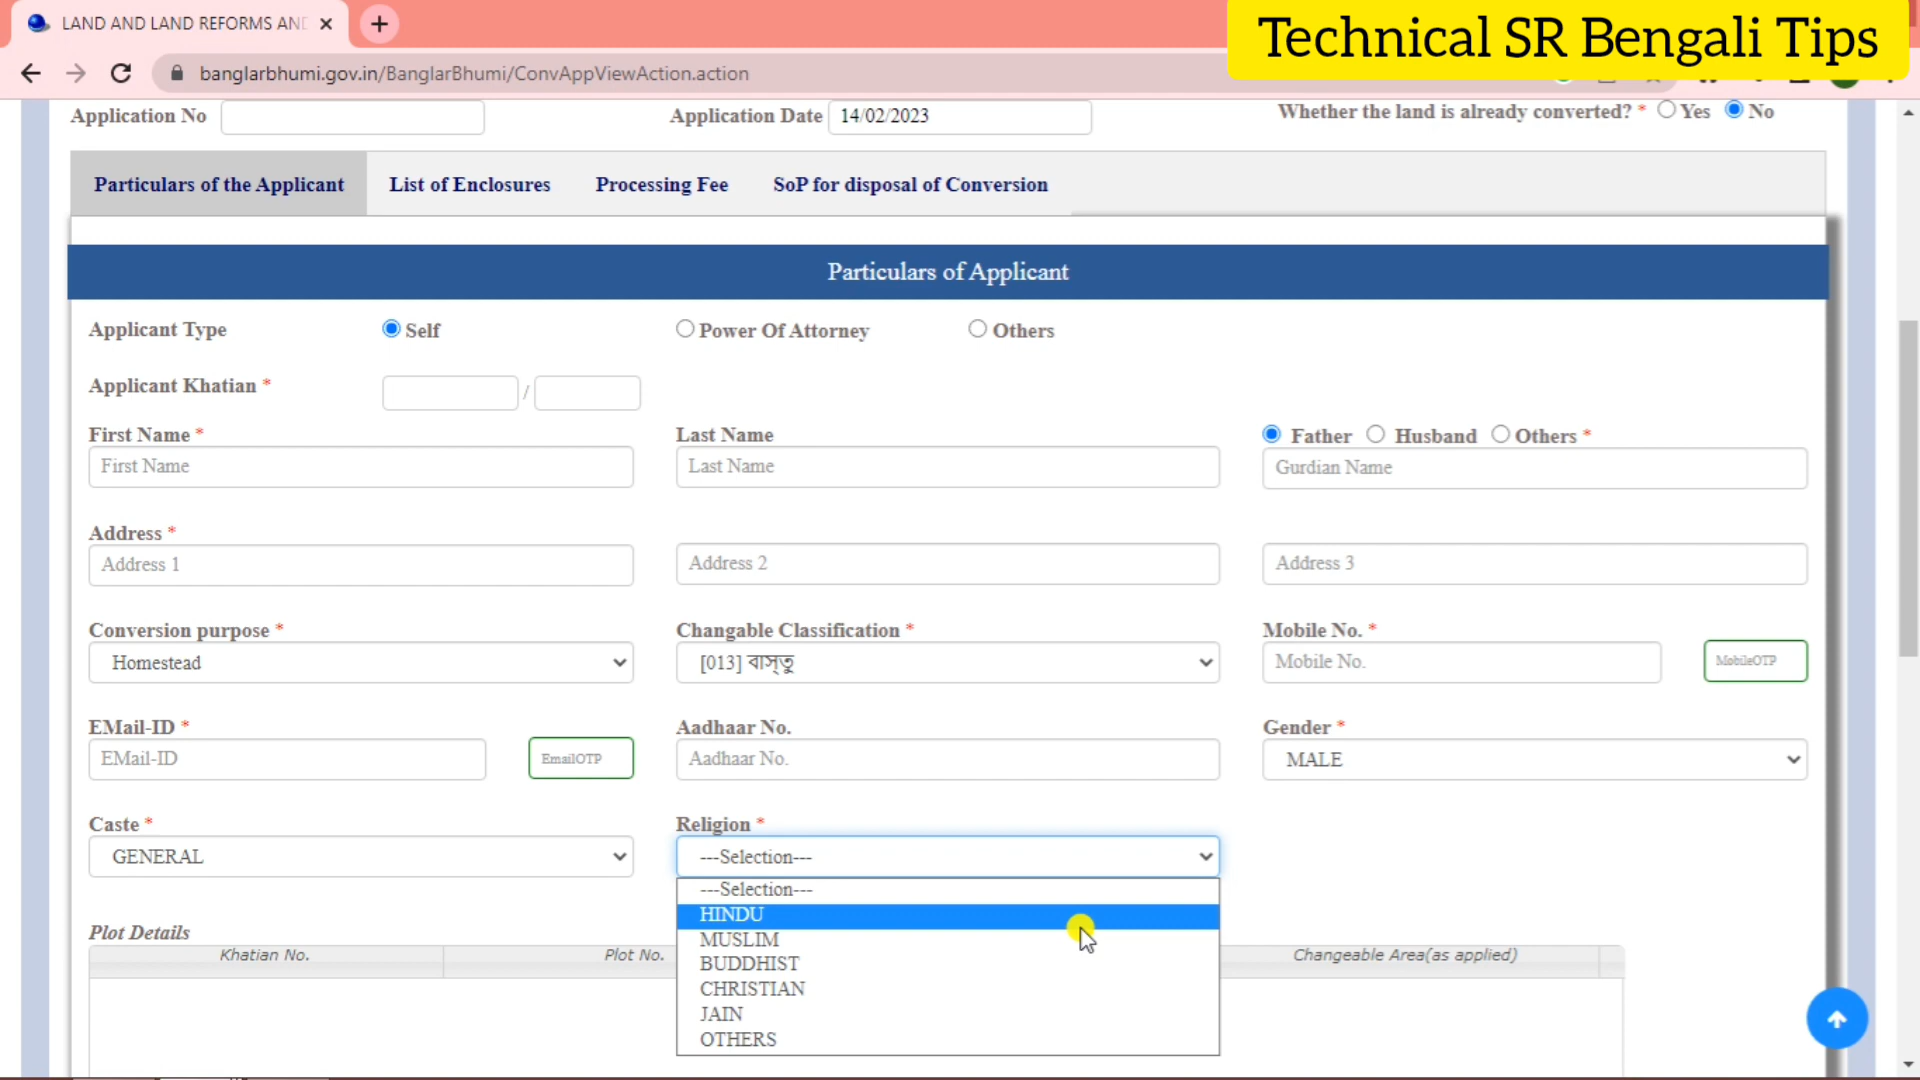 LAND AND LAND REFORMS AND
Technical SR Bengali Tips
banglarbhumi.gov.in/BanglarBhumi/ConvAppViewAction.action
Application No
Application Date 14/02/2023
Whether the land is already converted? * Yes No
Particulars of the Applicant List of Enclosures Processing Fee SoP for disposal of Conversion
Particulars of Applicant
Applicant Type Self Power Of Attorney Others
Applicant Khatian * /
First Name * Last Name Father Husband Others *
First Name Last Name Gurdian Name
Address *
Address 1 Address 2 Address 3
Conversion purpose * Changable Classification * Mobile No. *
Homestead [013] বাস্তু Mobile No. MobileOTP
EMail-ID * Aadhaar No. Gender *
EMail-ID EmailOTP Aadhaar No. MALE
Caste * Religion *
GENERAL ---Selection---
---Selection---
HINDU
MUSLIM
BUDDHIST
CHRISTIAN
JAIN
OTHERS
Plot Details
Khatian No. Plot No. Changeable Area(as applied)